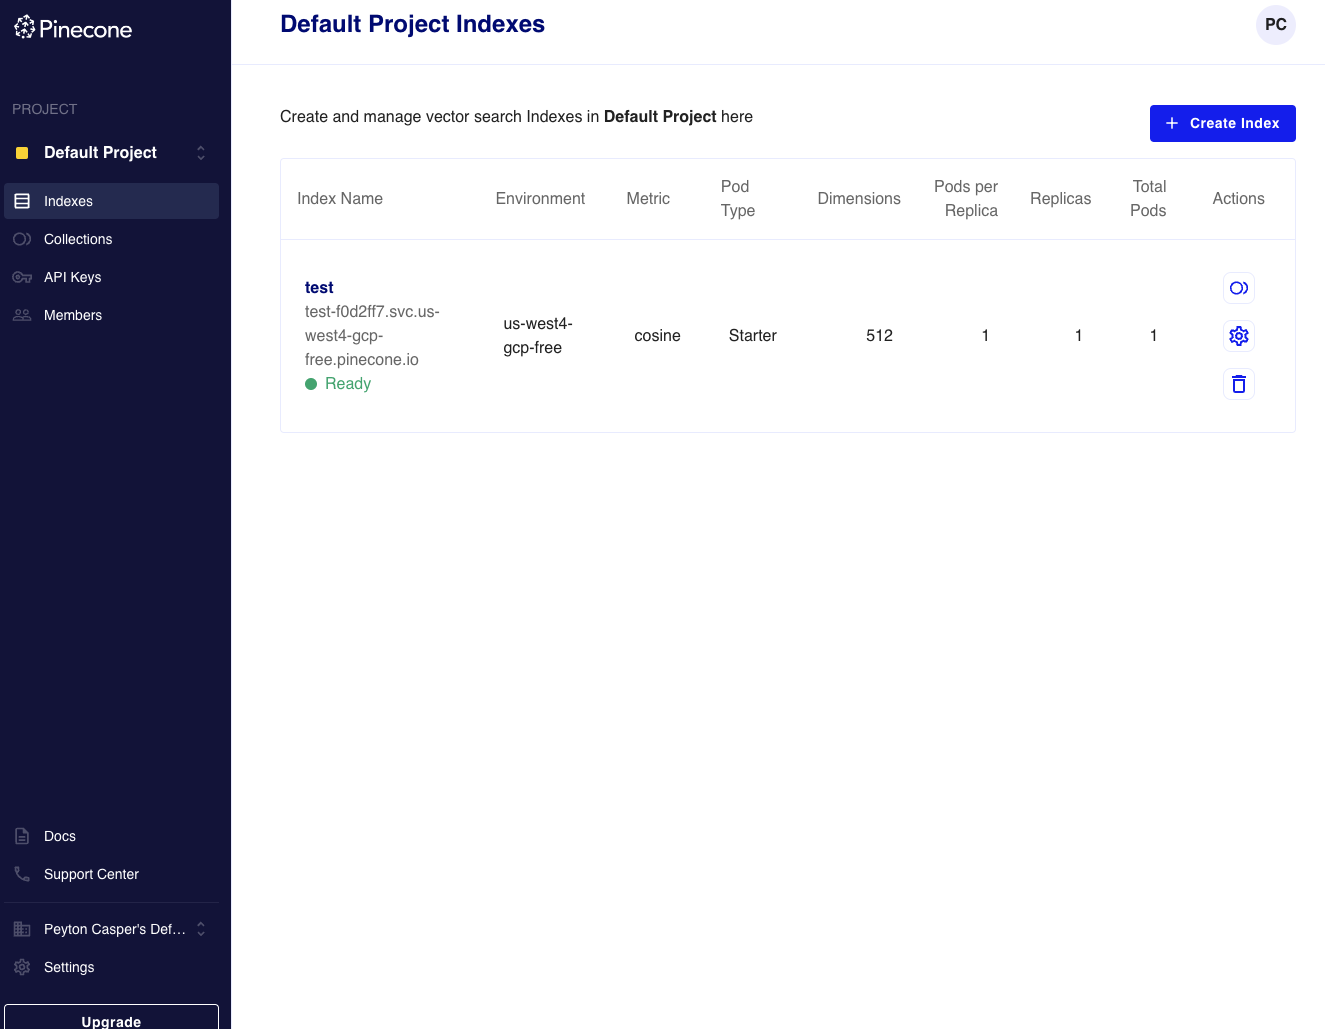 Pinecone
PROJECT
Default Project
Indexes
Collections
API Keys
Members
Docs
Support Center
Peyton Casper's Def…
Settings
Upgrade
Default Project Indexes
PC
Create and manage vector search Indexes in Default Project here
+ Create Index
Index Name
Environment
Metric
Pod
Type
Dimensions
Pods per
Replica
Replicas
Total
Pods
Actions
test
test-f0d2ff7.svc.us-
west4-gcp-
free.pinecone.io
Ready
us-west4-
gcp-free
cosine
Starter
512
1
1
1